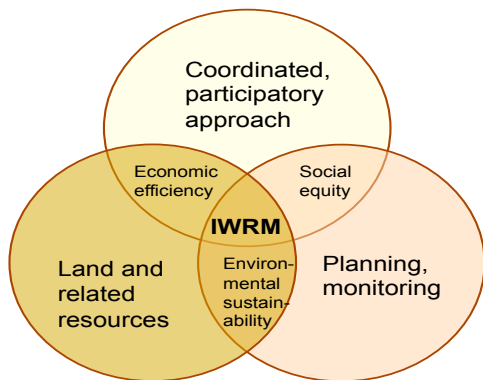 Coordinated,
participatory
approach
Economic
efficiency
Social
equity
IWRM
Land and
related
resources
Environ-
mental
sustain-
ability
Planning,
monitoring